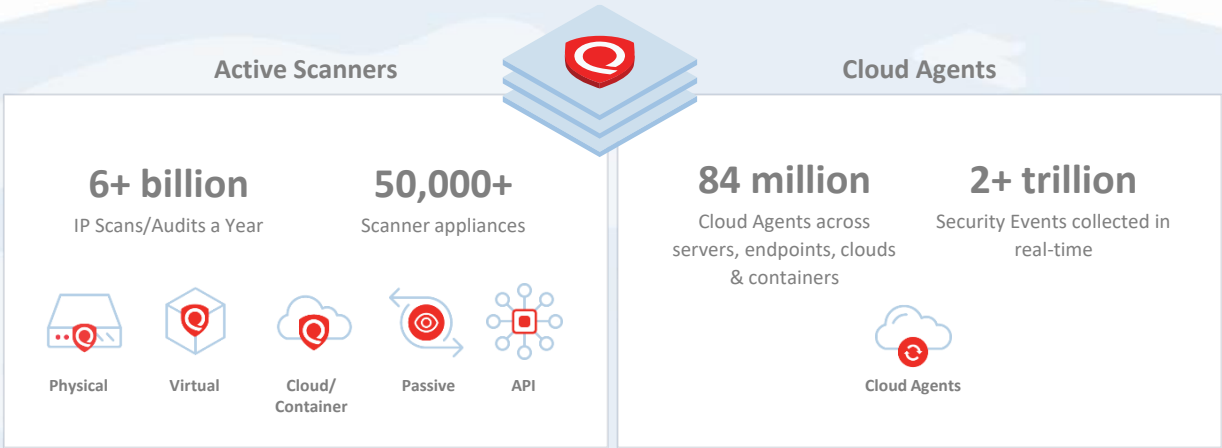 Active Scanners
6+ billion
IP Scans/Audits a Year
50,000+
Scanner appliances
Physical
Virtual
Cloud/
Container
Passive
API
Cloud Agents
84 million
Cloud Agents across
servers, endpoints, clouds
& containers
2+ trillion
Security Events collected in
real-time
Cloud Agents